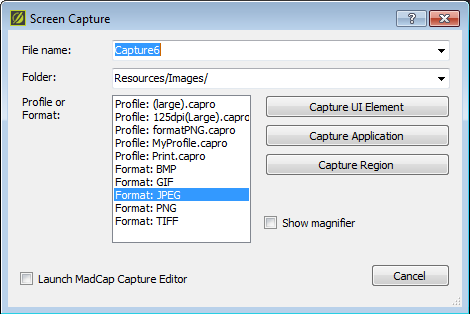 Screen Capture
File name:
Capture6
Folder:
Resources/Images/
Profile or
Format:
Profile: (large).capro
Profile: 125dpi(Large).capro
Profile: formatPNG.capro
Profile: MyProfile.capro
Profile: Print.capro
Format: BMP
Format: GIF
Format: JPEG
Format: PNG
Format: TIFF
Capture UI Element
Capture Application
Capture Region
Show magnifier
Launch MadCap Capture Editor
Cancel